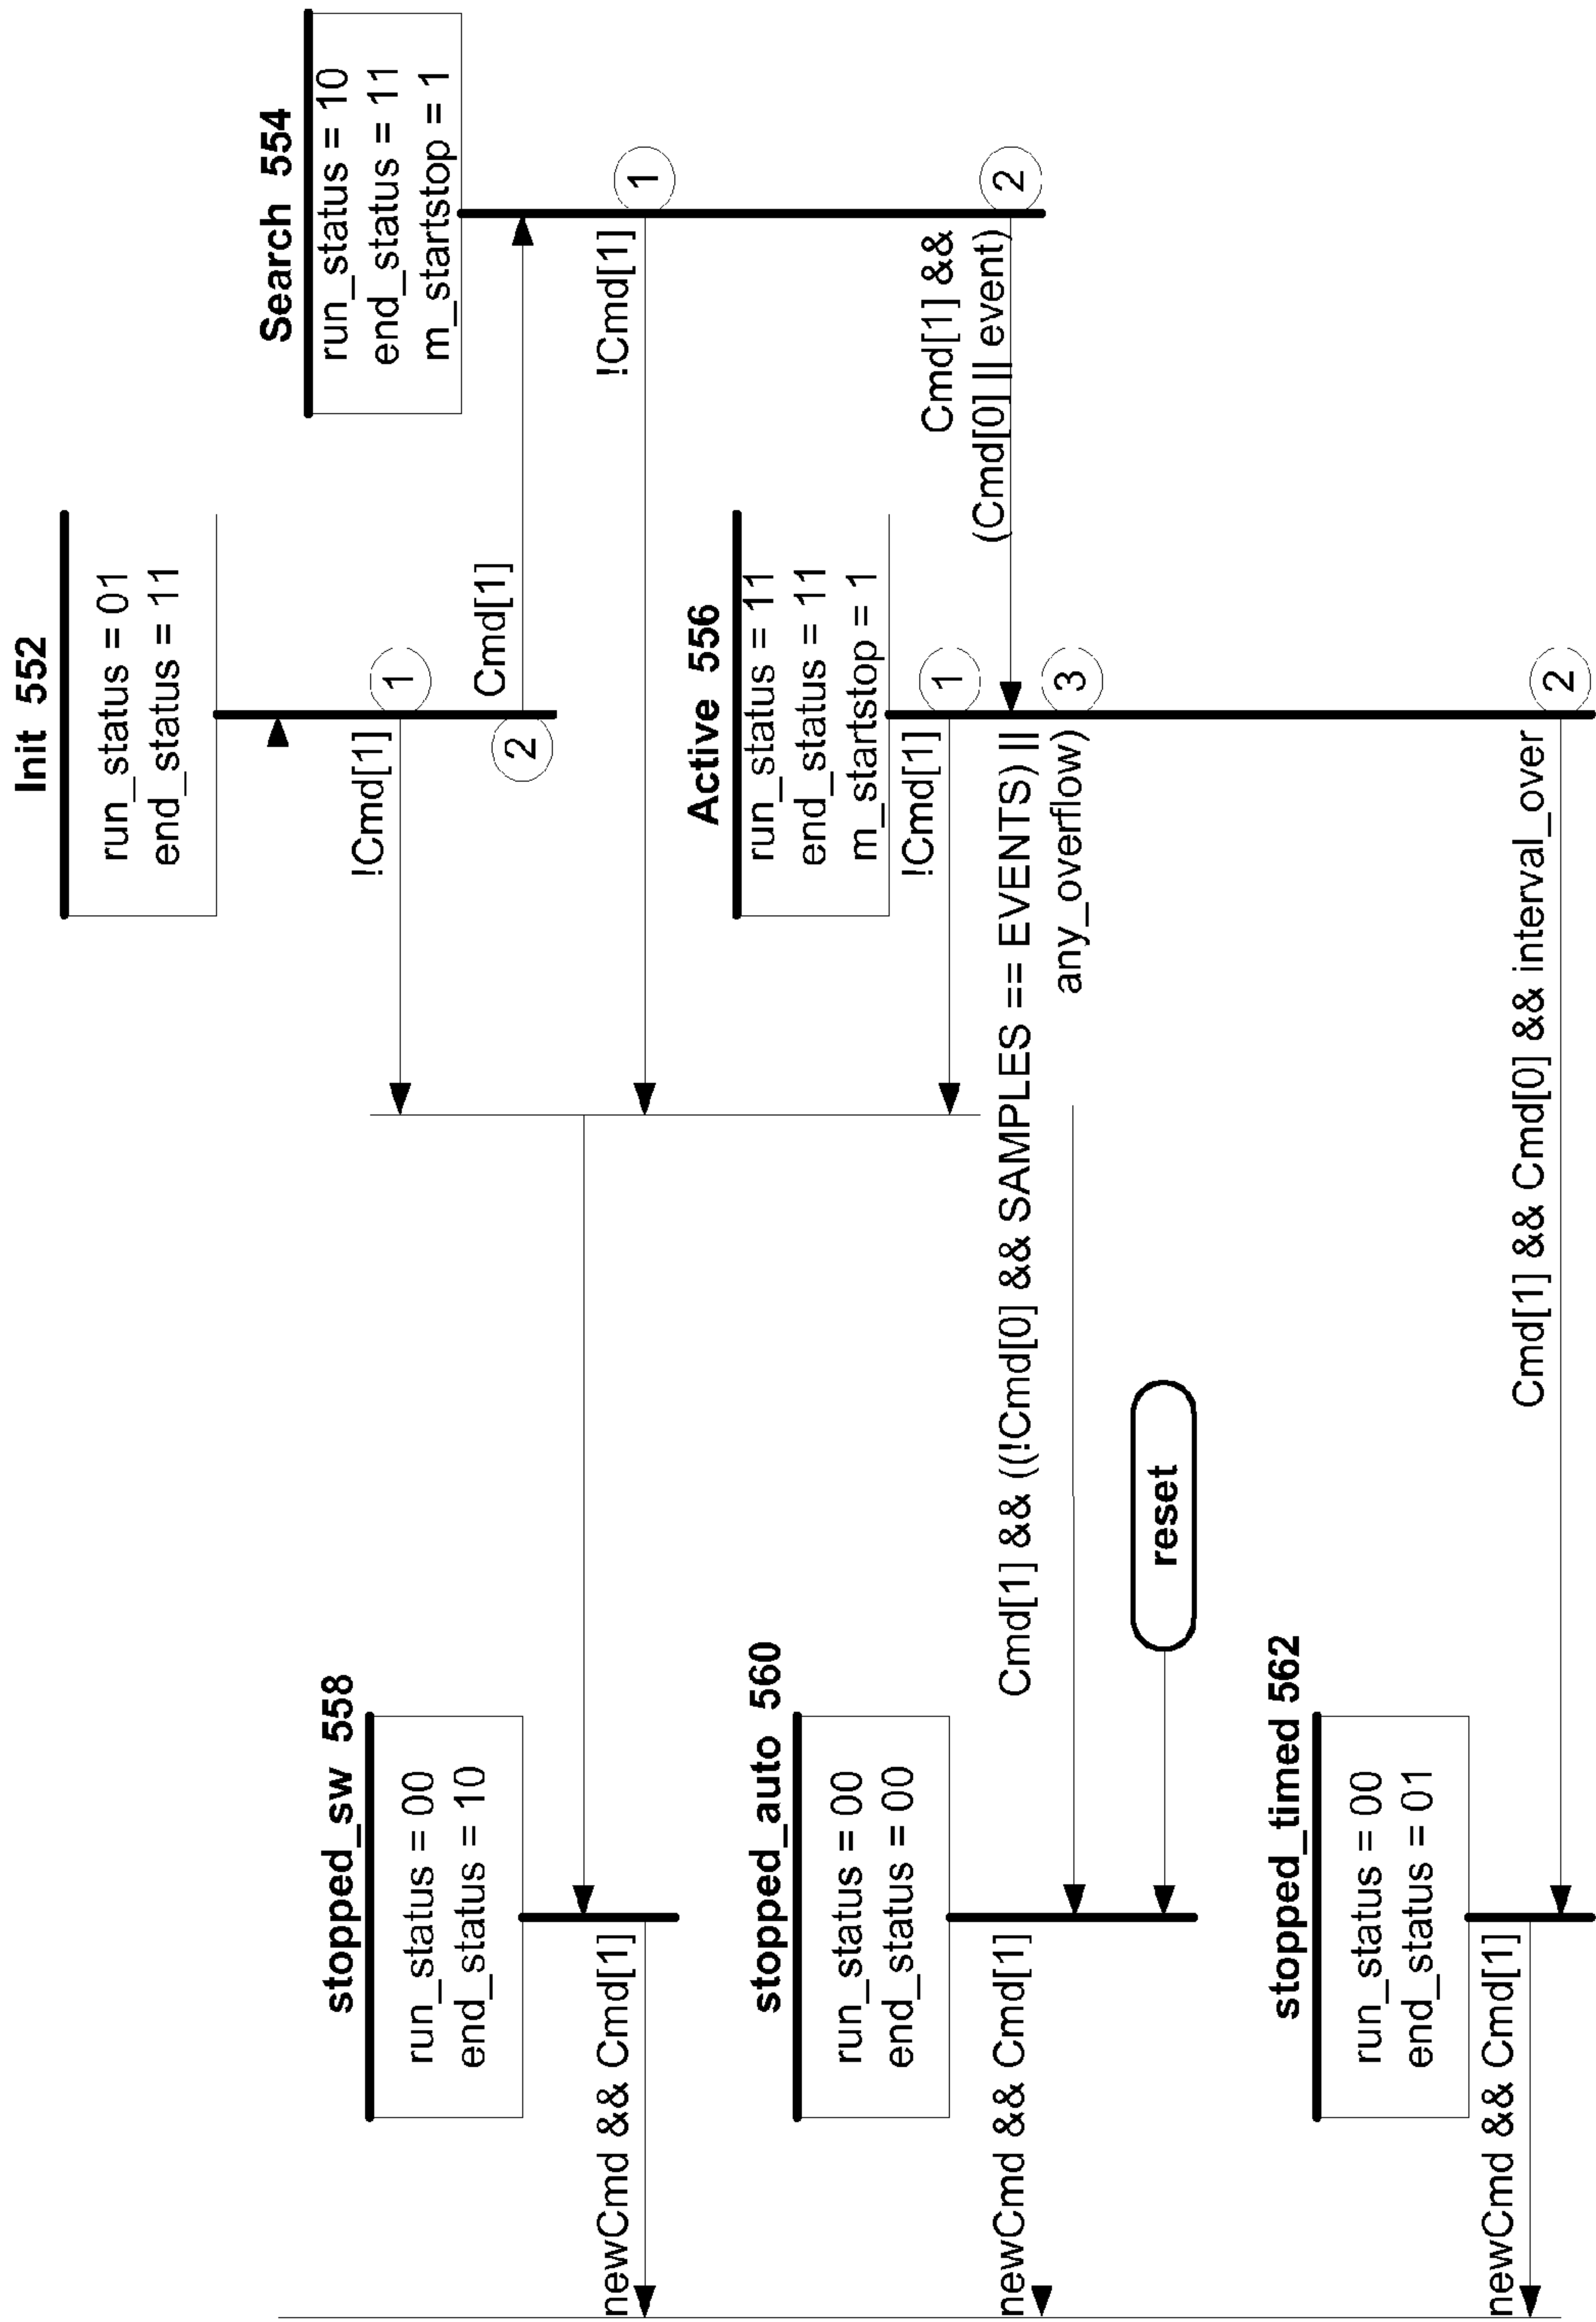 Init 552
run_status = 01
end_status = 11
!Cmd[1]
1
2
Cmd[1]
Search 554
run_status = 10
end_status = 11
m_startstop = 1
!Cmd[1]
1
Cmd[1] &&
(Cmd[0] || event)
2
stopped_sw 558
run_status = 00
end_status = 10
newCmd && Cmd[1]
Active 556
run_status = 11
end_status = 11
m_startstop = 1
!Cmd[1]
1
Cmd[1] && ((!Cmd[0] && SAMPLES == EVENTS) ||
any_overflow)
3
stopped_auto 560
run_status = 00
end_status = 00
newCmd && Cmd[1]
reset
stopped_timed 562
run_status = 00
end_status = 01
newCmd && Cmd[1]
Cmd[1] && Cmd[0] && interval_over
2